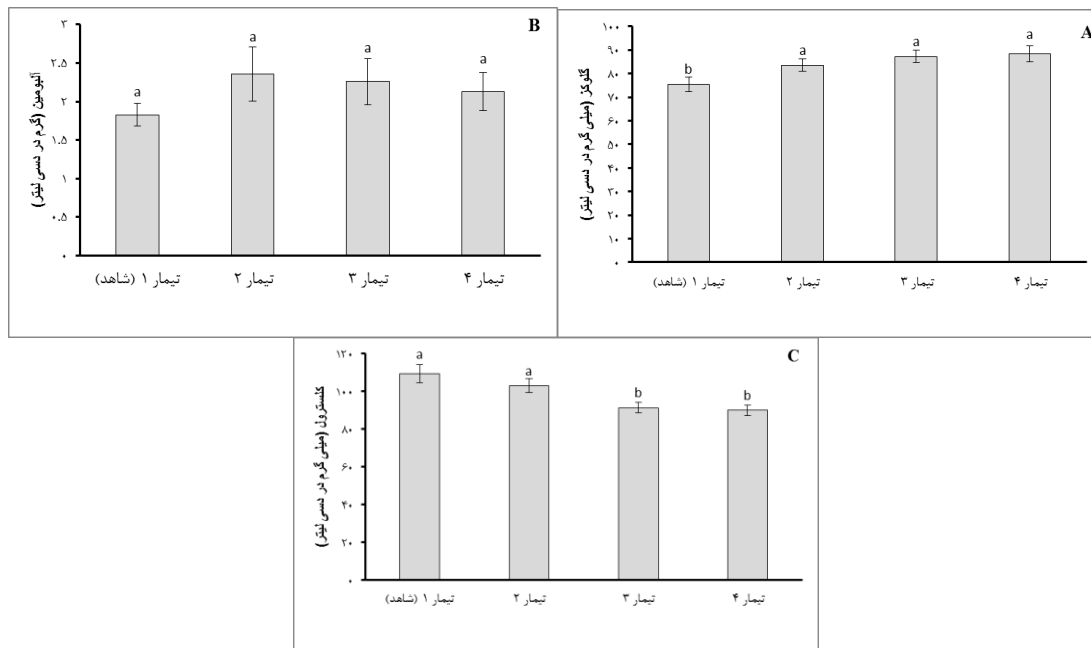 B
آلبومین (گرم در دسی لیتر)
۳
۲.۵
۲
۱.۵
۱
۰.۵
۰
a
a
a
a
تیمار ۱ (شاهد)
تیمار ۲
تیمار ۳
تیمار ۴
A
گلوکز (میلی گرم در دسی لیتر)
۱۰۰
۹۰
۸۰
۷۰
۶۰
۵۰
۴۰
۳۰
۲۰
۱۰
۰
b
a
a
a
تیمار ۱ (شاهد)
تیمار ۲
تیمار ۳
تیمار ۴
C
کلسترول (میلی گرم در دسی لیتر)
۱۲۰
۱۰۰
۸۰
۶۰
۴۰
۲۰
۰
a
a
b
b
تیمار ۱ (شاهد)
تیمار ۲
تیمار ۳
تیمار ۴